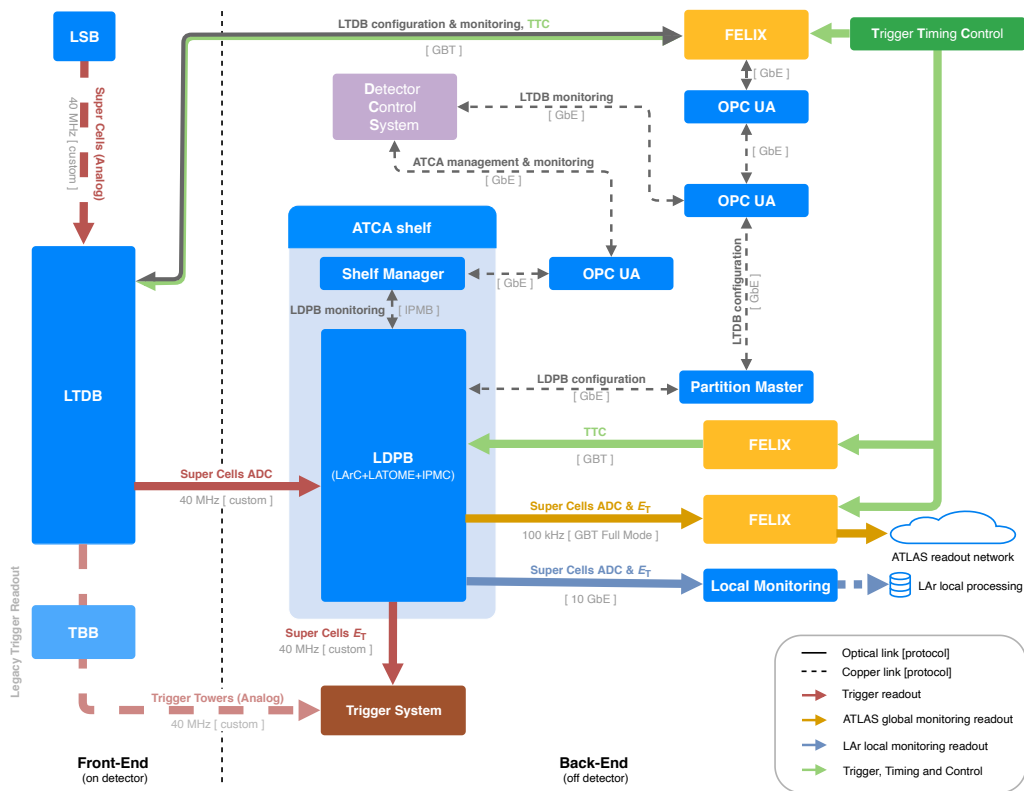 LSB
LTDB configuration & monitoring, TTC
[ GBT ]
FELIX
Trigger Timing Control
[ GbE ]
Detector
Control
System
LTDB monitoring
[ GbE ]
OPC UA
Super Cells (Analog)
40 MHz [ custom ]
[ GbE ]
ATCA management & monitoring
[ GbE ]
OPC UA
ATCA shelf
Shelf Manager
[ GbE ]
OPC UA
LTDB configuration
[ GbE ]
LDPB monitoring
[ IPMB ]
LTDB
LDPB configuration
[ GbE ]
Partition Master
TTC
[ GBT ]
FELIX
LDPB
(LArC+LATOME+IPMC)
Super Cells ADC
40 MHz [ custom ]
Super Cells ADC & ET
100 kHz [ GBT Full Mode ]
FELIX
ATLAS readout network
Super Cells ADC & ET
[ 10 GbE ]
Local Monitoring
LAr local processing
Legacy Trigger Readout
TBB
Super Cells ET
40 MHz [ custom ]
Trigger Towers (Analog)
40 MHz [ custom ]
Trigger System
Optical link [protocol]
Copper link [protocol]
Trigger readout
ATLAS global monitoring readout
LAr local monitoring readout
Trigger, Timing and Control
Front-End
(on detector)
Back-End
(off detector)